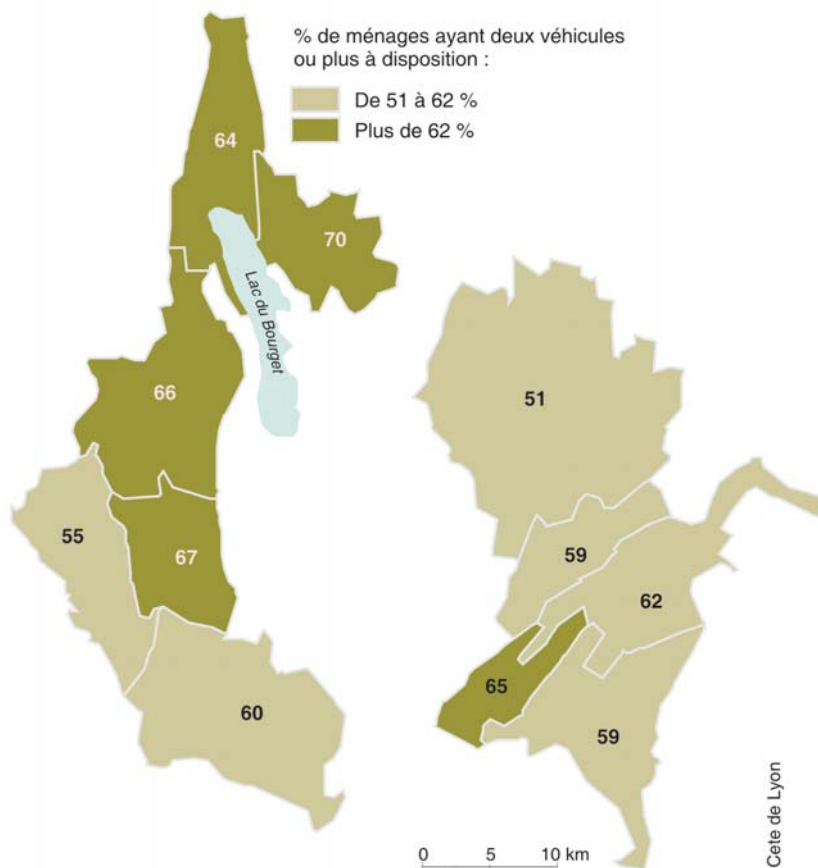 % de ménages ayant deux véhicules
ou plus à disposition :
De 51 à 62 %
Plus de 62 %
64
70
Lac du Bourget
66
51
55
67
59
62
65
60
59
0 5 10 km
Cete de Lyon